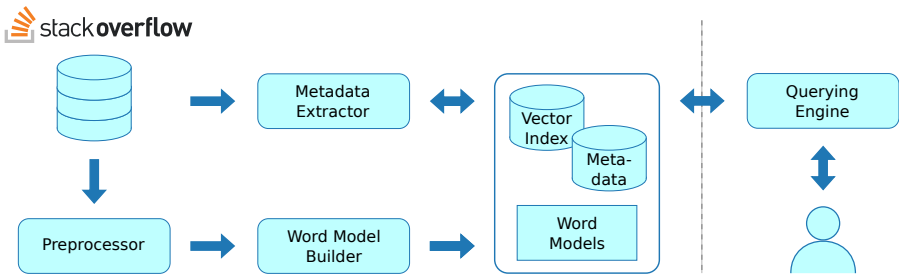 stackoverflow
Metadata
Extractor
Vector
Index
Meta-
data
Querying
Engine
Preprocessor
Word Model
Builder
Word
Models